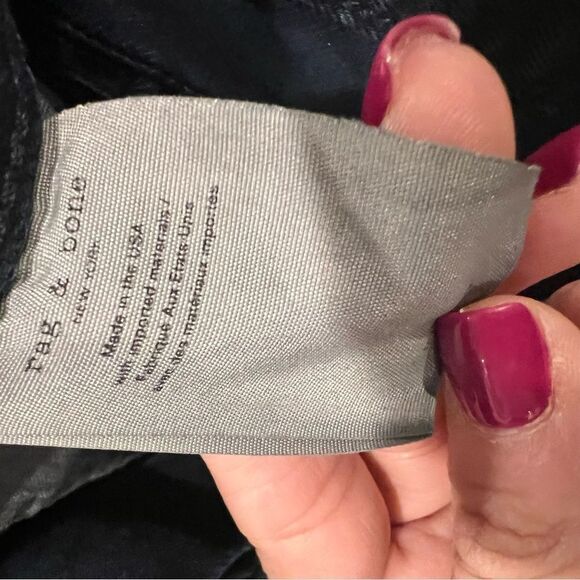 rag & bone
NEW YORK
Made in the USA
with imported materials /
Fabriqué Aux États-Unis
avec des matériaux importés